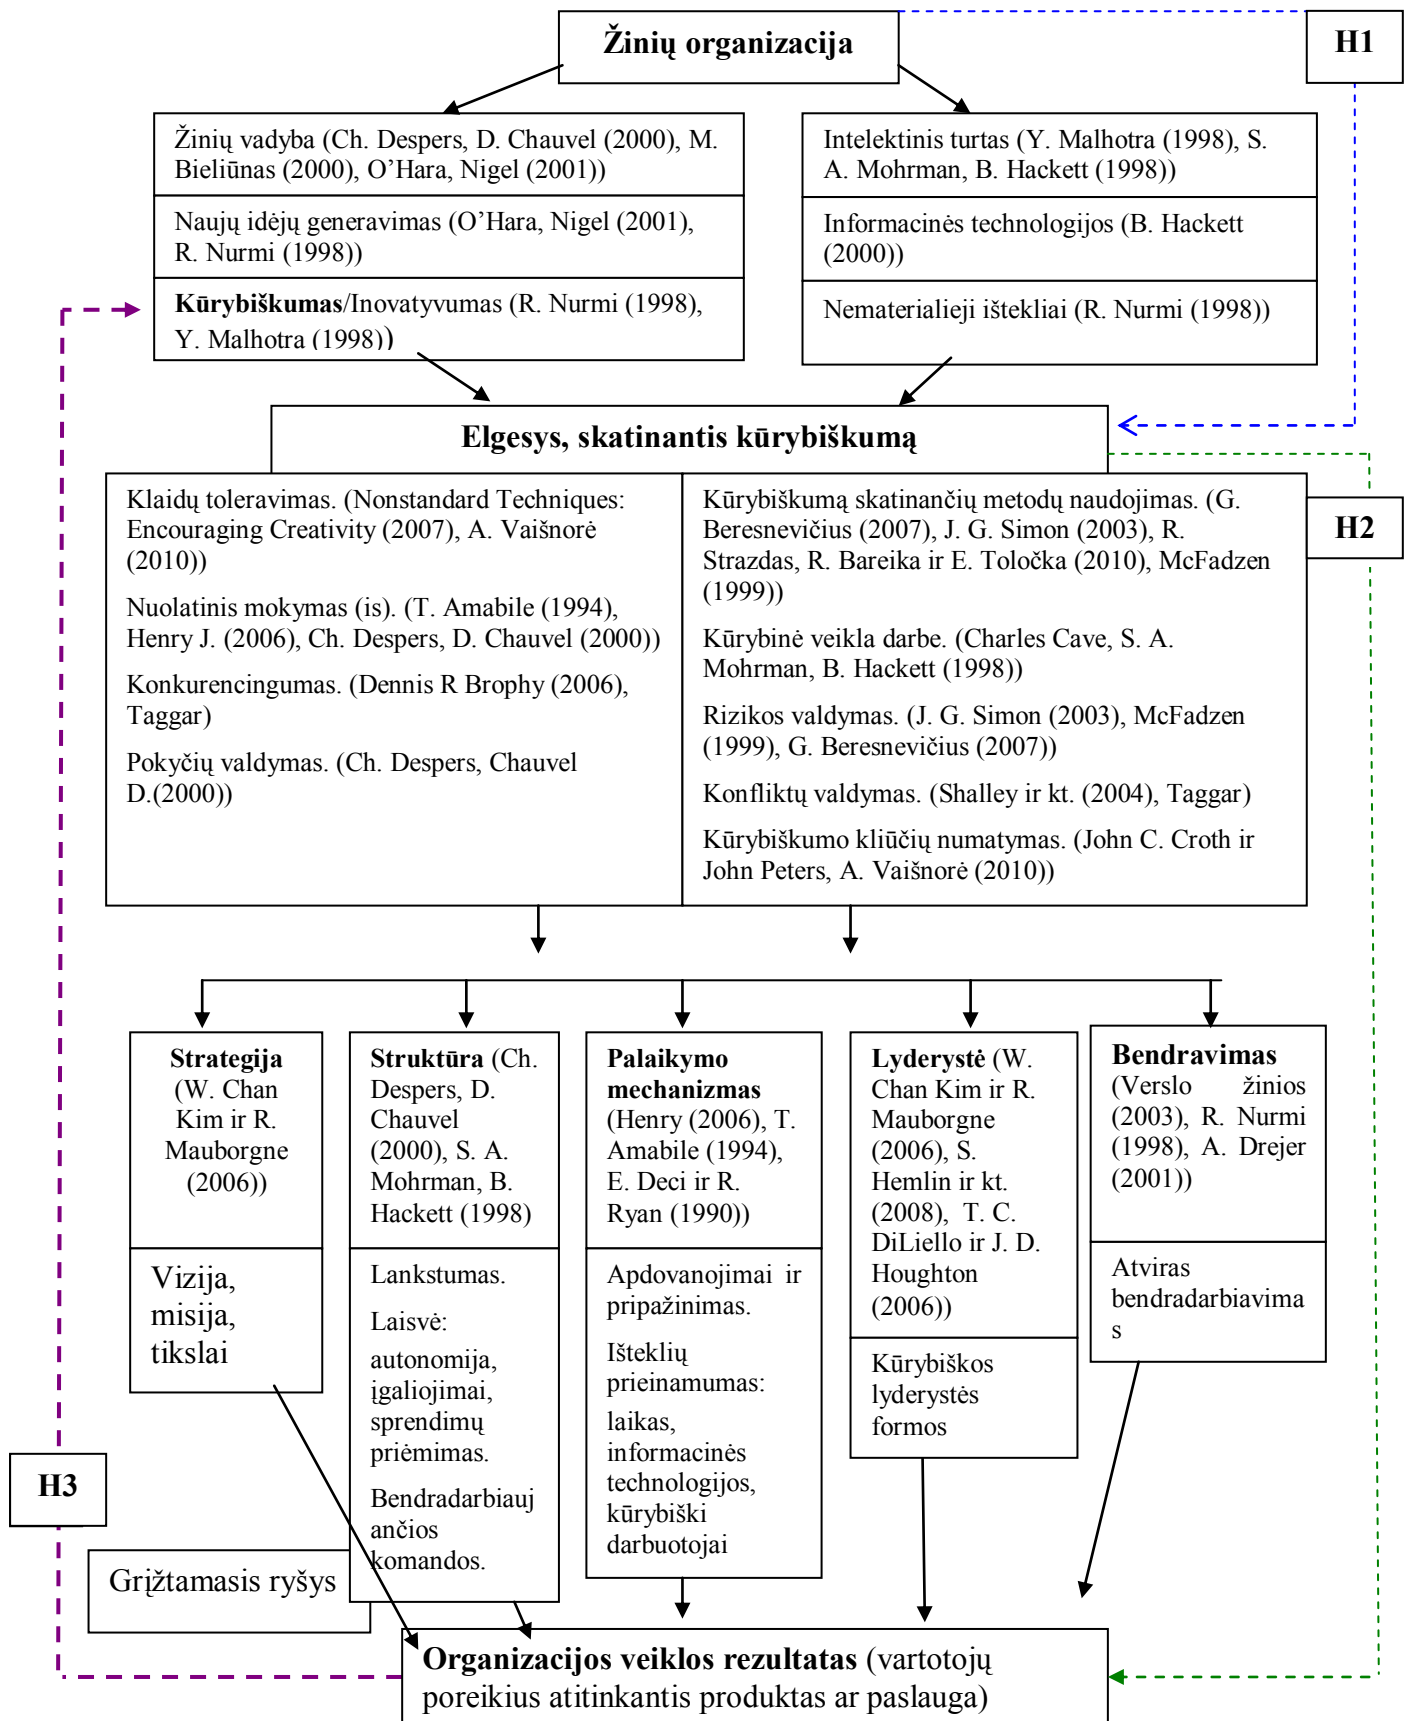 Žinių organizacija
H1
Žinių vadyba (Ch. Despers, D. Chauvel (2000), M.
Bieliūnas (2000), O’Hara, Nigel (2001))
Naujų idėjų generavimas (O’Hara, Nigel (2001),
R. Nurmi (1998))
Kūrybiškumas/Inovatyvumas (R. Nurmi (1998),
Y. Malhotra (1998))
Intelektinis turtas (Y. Malhotra (1998), S.
A. Mohrman, B. Hackett (1998))
Informacinės technologijos (B. Hackett
(2000))
Nematerialieji ištekliai (R. Nurmi (1998))
Elgesys, skatinantis kūrybiškumą
Klaidų toleravimas. (Nonstandard Techniques:
Encouraging Creativity (2007), A. Vaišnorė
(2010))
Nuolatinis mokymas (is). (T. Amabile (1994),
Henry J. (2006), Ch. Despers, D. Chauvel (2000))
Konkurencingumas. (Dennis R Brophy (2006),
Taggar)
Pokyčių valdymas. (Ch. Despers, Chauvel
D.(2000))
Kūrybiškumą skatinančių metodų naudojimas. (G.
Beresnevičius (2007), J. G. Simon (2003), R.
Strazdas, R. Bareika ir E. Toločka (2010), McFadzen
(1999))
Kūrybinė veikla darbe. (Charles Cave, S. A.
Mohrman, B. Hackett (1998))
Rizikos valdymas. (J. G. Simon (2003), McFadzen
(1999), G. Beresnevičius (2007))
Konfliktų valdymas. (Shalley ir kt. (2004), Taggar)
Kūrybiškumo kliūčių numatymas. (John C. Croth ir
John Peters, A. Vaišnorė (2010))
H2
Strategija
(W. Chan
Kim ir R.
Mauborgne
(2006))
Vizija,
misija,
tikslai
Struktūra (Ch.
Despers, D.
Chauvel
(2000), S. A.
Mohrman, B.
Hackett (1998)
Lankstumas.
Laisvė:
autonomija,
įgaliojimai,
sprendimų
priėmimas.
Bendradarbiauj
ančios
komandos.
Palaikymo
mechanizmas
(Henry (2006), T.
Amabile (1994),
E. Deci ir R.
Ryan (1990))
Apdovanojimai ir
pripažinimas.
Išteklių
prieinamumas:
laikas,
informacinės
technologijos,
kūrybiški
darbuotojai
Lyderystė (W.
Chan Kim ir R.
Mauborgne
(2006), S.
Hemlin ir kt.
(2008), T. C.
DiLiello ir J. D.
Houghton
(2006))
Kūrybiškos
lyderystės
formos
Bendravimas
(Verslo žinios
(2003), R. Nurmi
(1998), A. Drejer
(2001))
Atviras
bendradarbiavima
s
H3
Grįžtamasis ryšys
Organizacijos veiklos rezultatas (vartotojų
poreikius atitinkantis produktas ar paslauga)